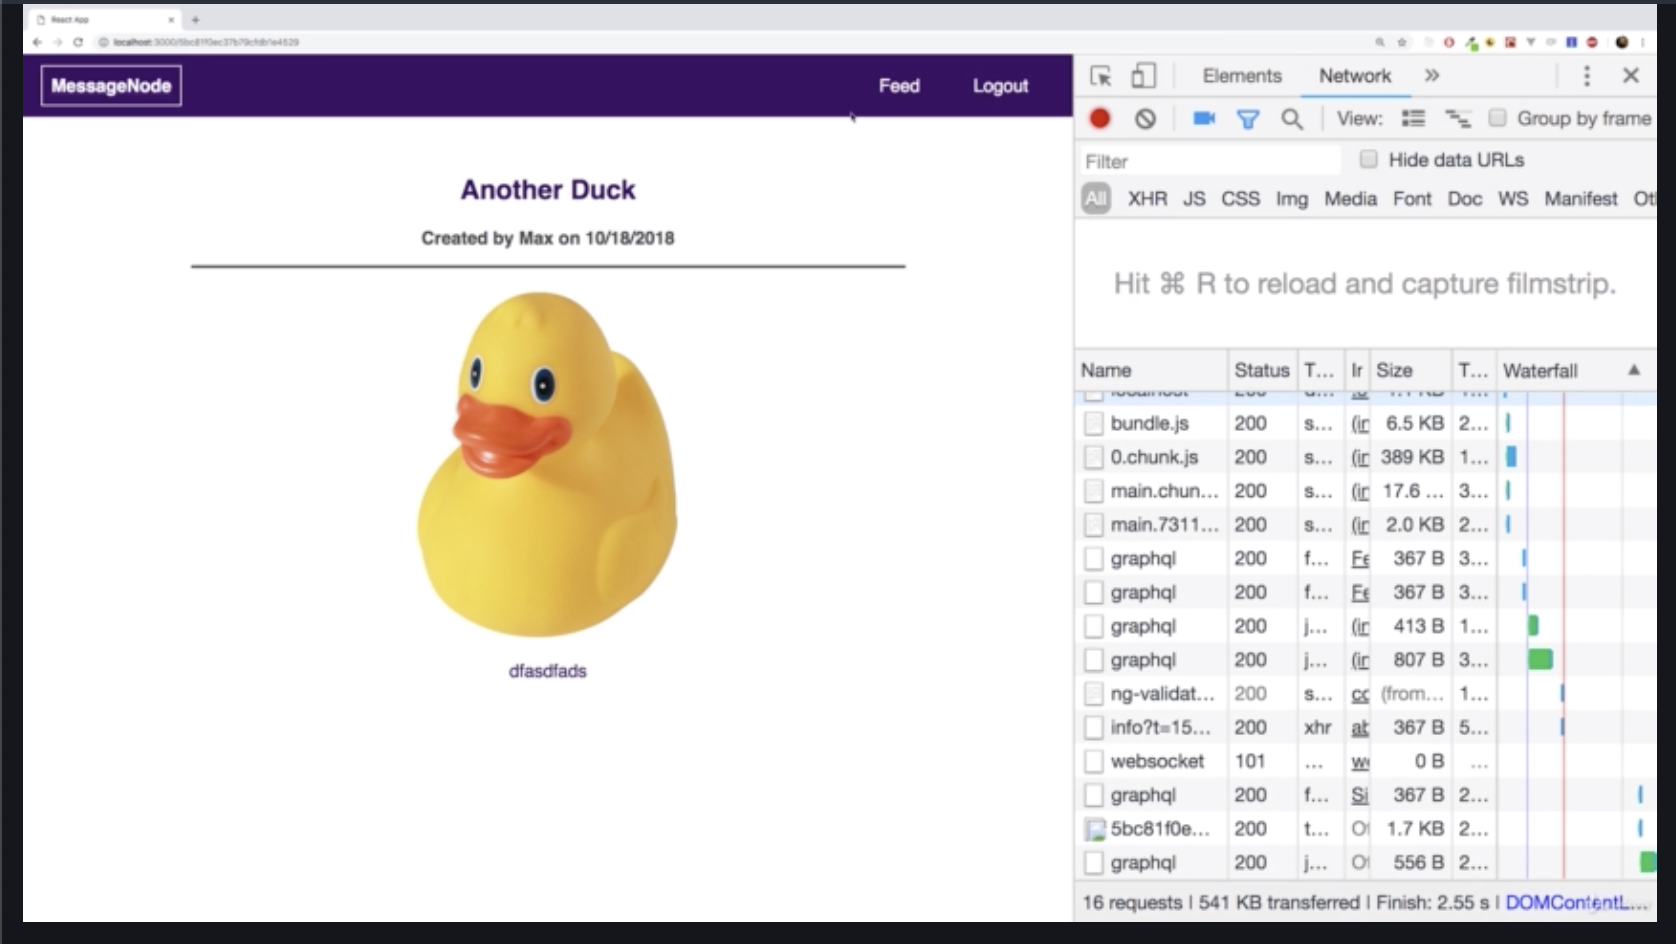 React App
localhost:3000/5bc81f0ec37b79cfdb1e4529
MessageNode
Feed
Logout
Another Duck
Created by Max on 10/18/2018
dfasdfads
Elements Network »
View: Group by frame
Filter Hide data URLs
All XHR JS CSS Img Media Font Doc WS Manifest Otl
Hit ⌘ R to reload and capture filmstrip.
Name Status T... Ir Size T... Waterfall
bundle.js 200 s... (ir 6.5 KB 2...
0.chunk.js 200 s... (ir 389 KB 1...
main.chun... 200 s... (ir 17.6 ... 3...
main.7311... 200 s... (ir 2.0 KB 2...
graphql 200 f... Fe 367 B 3...
graphql 200 f... Fe 367 B 3...
graphql 200 j... (ir 413 B 1...
graphql 200 j... (ir 807 B 3...
ng-validat... 200 s... cc (from... 1...
info?t=15... 200 xhr ab 367 B 5...
websocket 101 ... we 0 B ...
graphql 200 f... Si 367 B 2...
5bc81f0e... 200 t... Ot 1.7 KB 2...
graphql 200 j... Ot 556 B 2...
16 requests | 541 KB transferred | Finish: 2.55 s | DOMContentL...